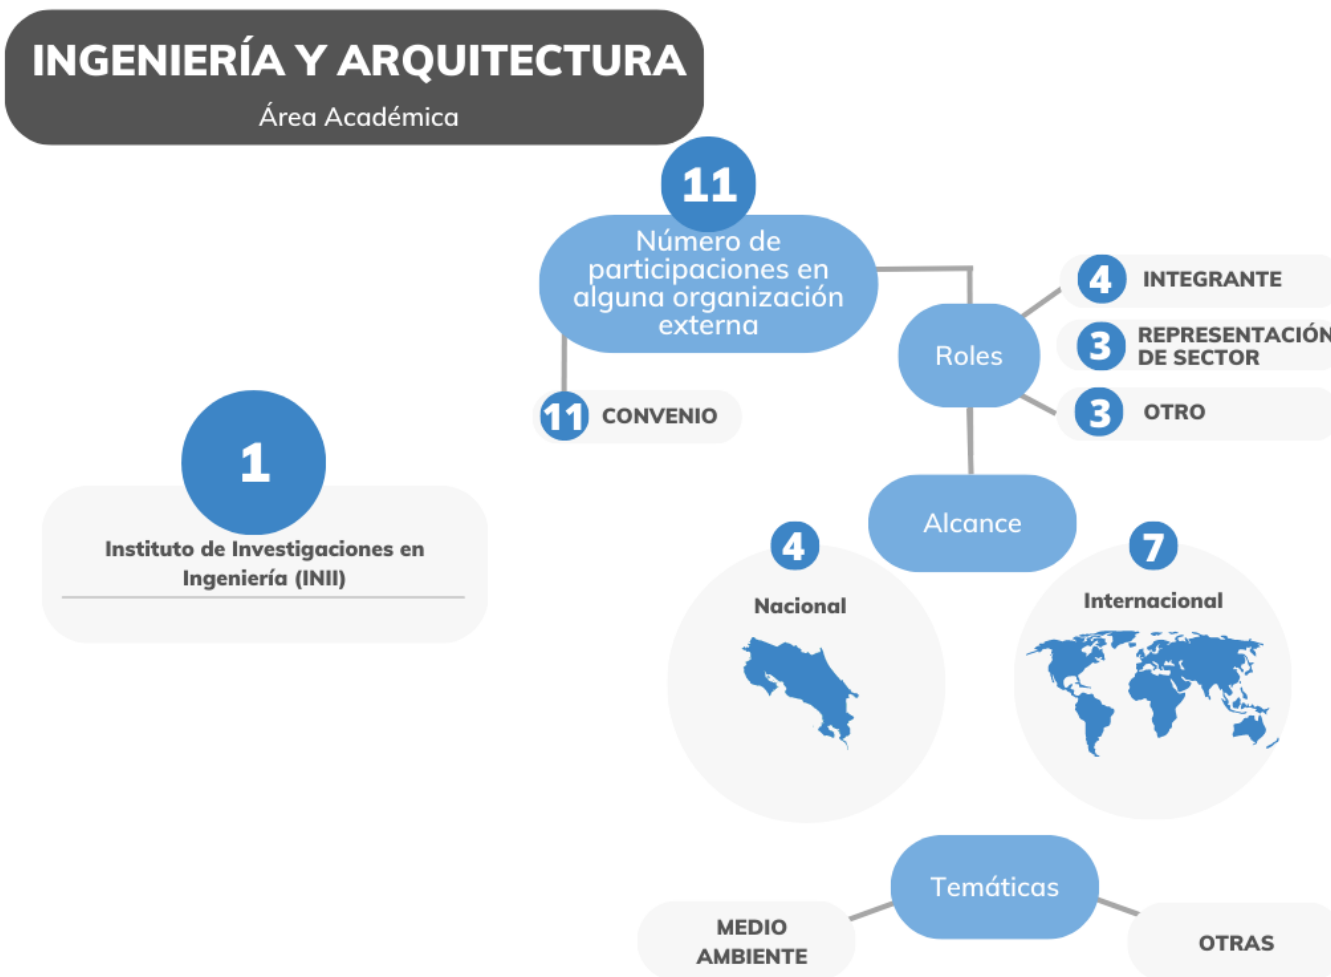 INGENIERÍA Y ARQUITECTURA
Área Académica
11
Número de
participaciones en
alguna organización
externa
11 CONVENIO
Roles
4 INTEGRANTE
3 REPRESENTACIÓN
DE SECTOR
3 OTRO
1
Instituto de Investigaciones en
Ingeniería (INII)
Alcance
4
Nacional
7
Internacional
Temáticas
MEDIO
AMBIENTE
OTRAS